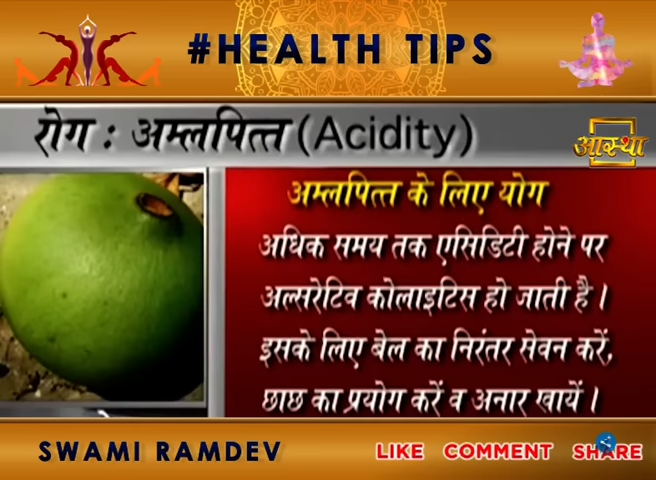 #HEALTH TIPS
रोग : अम्लपित्त (Acidity)
आस्था
अम्लपित्त के लिए योग
अधिक समय तक एसिडिटी होने पर
अल्सरेटिव कोलाइटिस हो जाती है ।
इसके लिए बेल का निरंतर सेवन करें,
छाछ का प्रयोग करें व अनार खायें ।
SWAMI RAMDEV
LIKE COMMENT SHARE